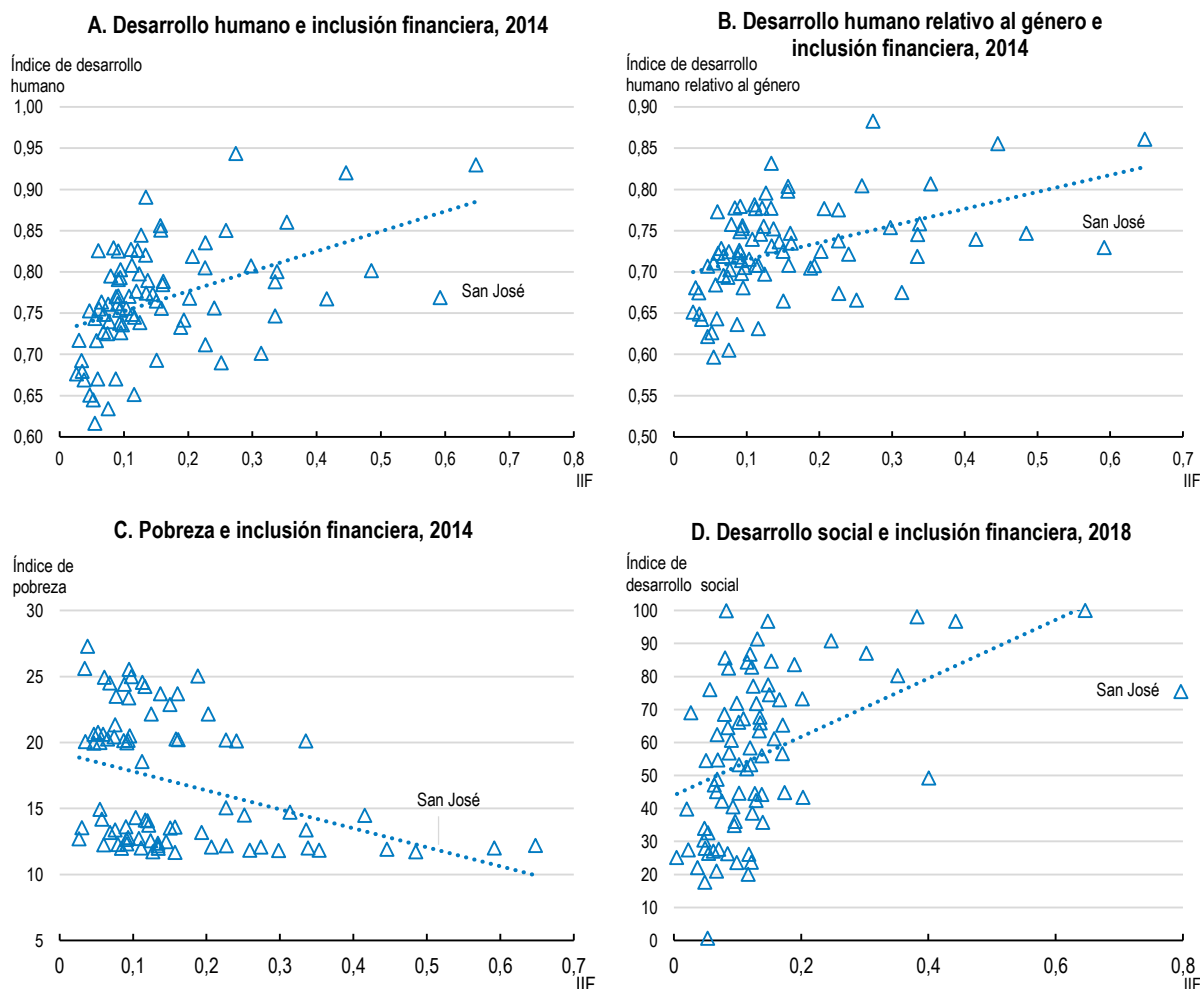 A. Desarrollo humano e inclusión financiera, 2014
Índice de desarrollo
humano
1,00
0,95
0,90
0,85
0,80
0,75
0,70
0,65
0,60
San José
0 0,1 0,2 0,3 0,4 0,5 0,6 0,7 0,8
IIF
B. Desarrollo humano relativo al género e
inclusión financiera, 2014
Índice de desarrollo
humano relativo al género
0,90
0,85
0,80
0,75
0,70
0,65
0,60
0,55
0,50
San José
0 0,1 0,2 0,3 0,4 0,5 0,6 0,7
IIF
C. Pobreza e inclusión financiera, 2014
Índice de
pobreza
30
25
20
15
10
5
San José
0 0,1 0,2 0,3 0,4 0,5 0,6 0,7
IIF
D. Desarrollo social e inclusión financiera, 2018
Índice de
desarrollo social
100
90
80
70
60
50
40
30
20
10
0
San José
0 0,2 0,4 0,6 0,8
IIF